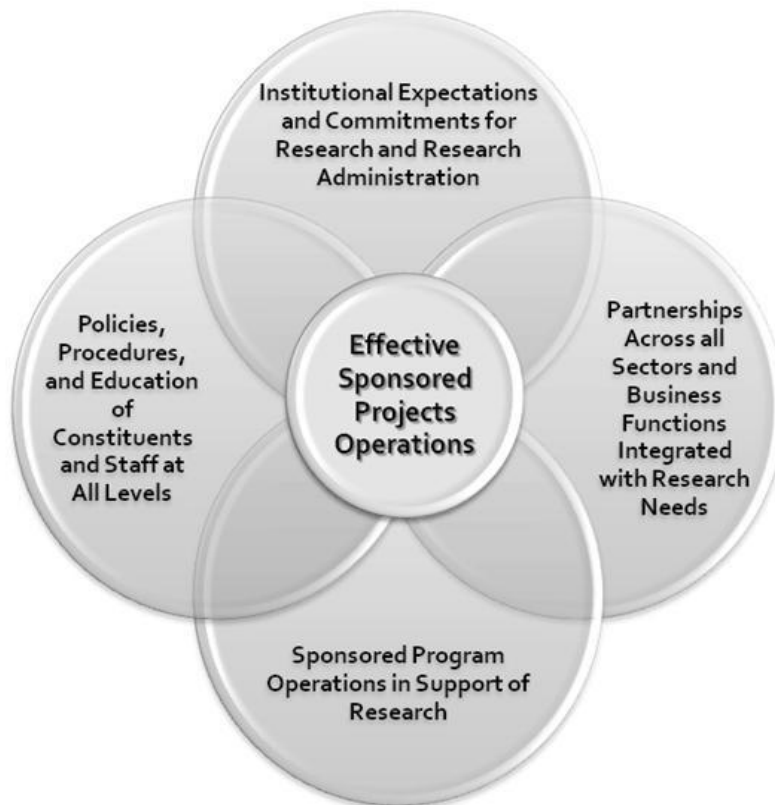 Institutional Expectations
and Commitments for
Research and Research
Administration
Policies,
Procedures,
and Education
of
Constituents
and Staff at
All Levels
Effective
Sponsored
Projects
Operations
Partnerships
Across all
Sectors and
Business
Functions
Integrated
with Research
Needs
Sponsored Program
Operations in Support of
Research